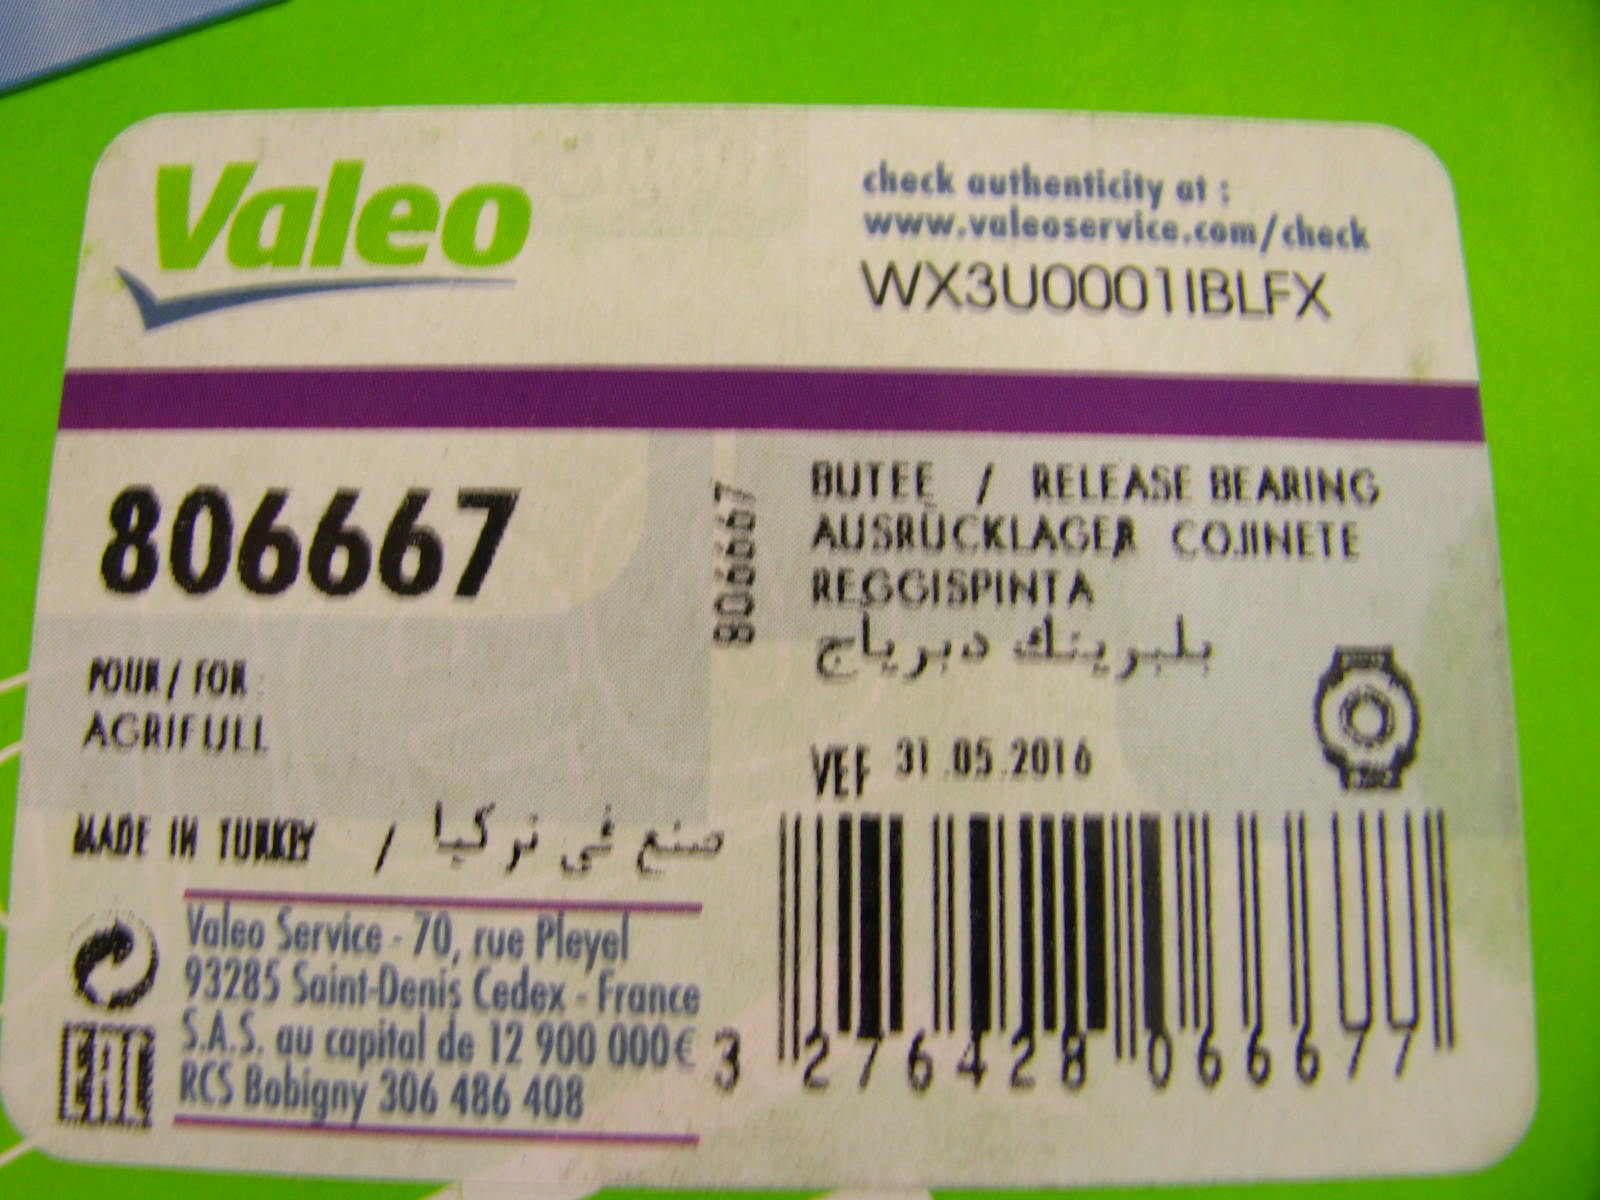 Valeo
check authenticity at :
www.valeoservice.com/check
WX3U0001IBLFX
806667
806667
BUTEE / RELEASE BEARING
AUSRÜCKLAGER COJINETE
REGGISPINTA
بلبرينك دبرياج
POUR / FOR
AGRIFULL
VEF 31.05.2016
MADE IN TURKEY / صنع في تركيا
Valeo Service - 70, rue Pleyel
93285 Saint-Denis Cedex - France
S.A.S. au capital de 12 900 000€
RCS Bobigny 306 486 408
3 276428 066677